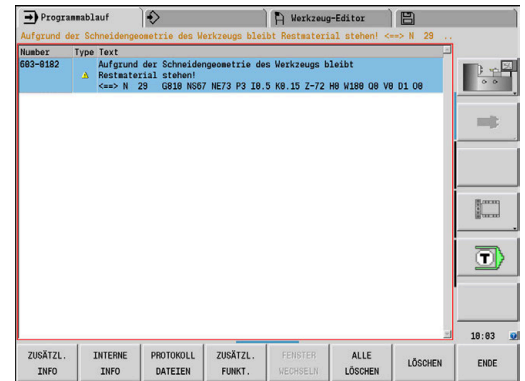 Programmablauf
Werkzeug-Editor
Aufgrund der Schneidengeometrie des Werkzeugs bleibt Restmaterial stehen! <==> N 29 ..
Number Type Text
603-0182 Aufgrund der Schneidengeometrie des Werkzeugs bleibt
Restmaterial stehen!
<==> N 29 G810 NS67 NE73 P3 I0.5 K0.15 Z-72 H0 W180 Q0 V0 D1 O0
T
10:03
ZUSÄTZL. INFO
INTERNE INFO
PROTOKOLL DATEIEN
ZUSÄTZL. FUNKT.
FENSTER WECHSELN
ALLE LÖSCHEN
LÖSCHEN
ENDE